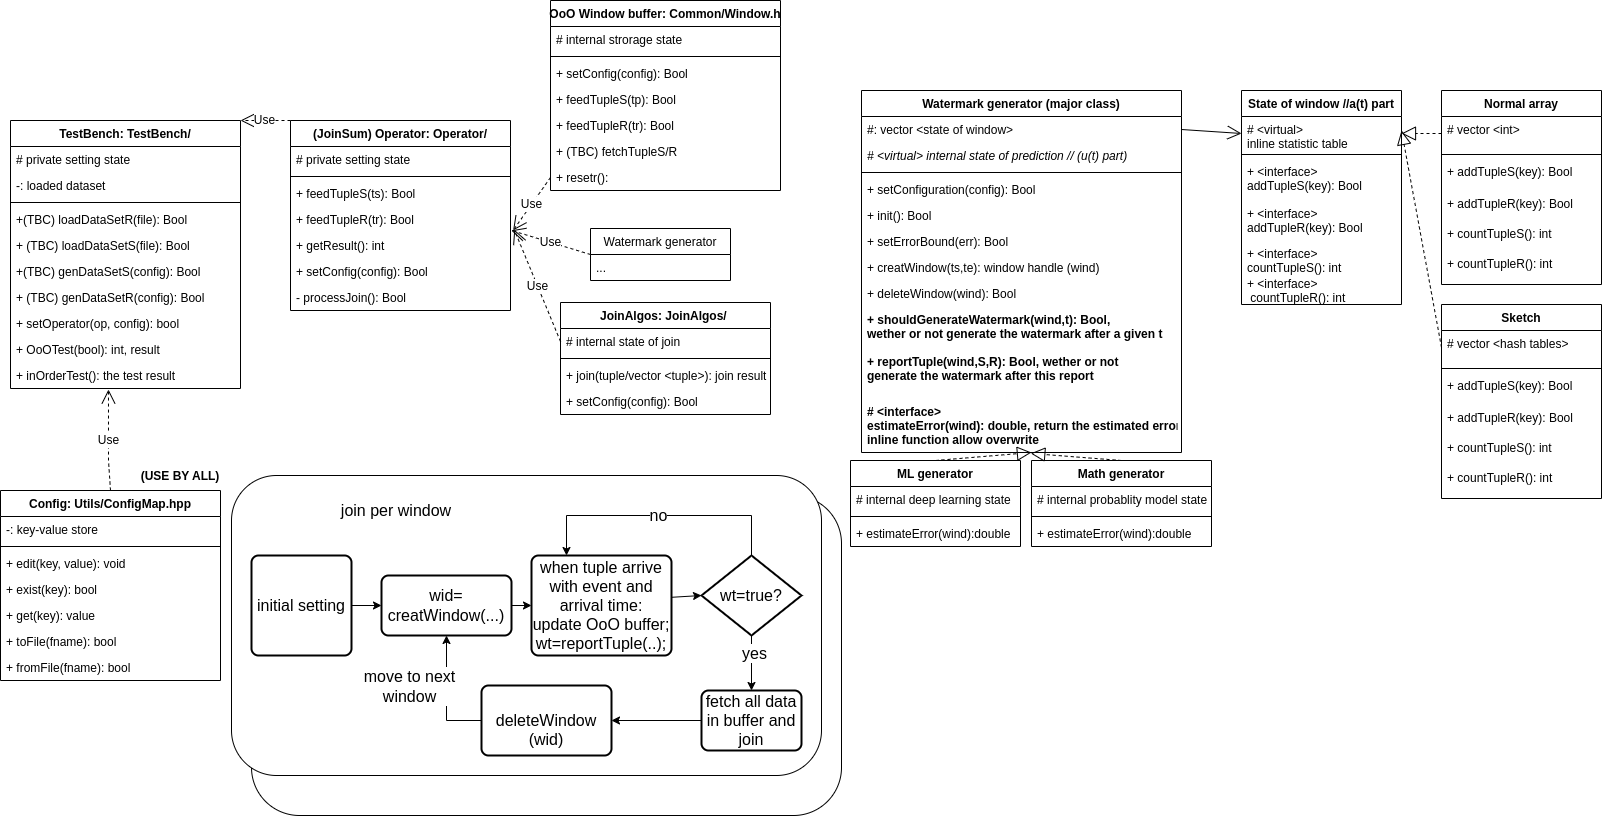 OoO Window buffer: Common/Window.h
# internal strorage state
+ setConfig(config): Bool
+ feedTupleS(tp): Bool
+ feedTupleR(tr): Bool
+ (TBC) fetchTupleS/R
+ resetr():
Use
TestBench: TestBench/
# private setting state
-: loaded dataset
+(TBC) loadDataSetR(file): Bool
+ (TBC) loadDataSetS(file): Bool
+(TBC) genDataSetS(config): Bool
+ (TBC) genDataSetR(config): Bool
+ setOperator(op, config): bool
+ OoOTest(bool): int, result
+ inOrderTest(): the test result
Use
(JoinSum) Operator: Operator/
# private setting state
+ feedTupleS(ts): Bool
+ feedTupleR(tr): Bool
+ getResult(): int
+ setConfig(config): Bool
- processJoin(): Bool
Use
Use
Use
Watermark generator
...
JoinAlgos: JoinAlgos/
# internal state of join
+ join(tuple/vector <tuple>): join result
+ setConfig(config): Bool
(USE BY ALL)
Config: Utils/ConfigMap.hpp
-: key-value store
+ edit(key, value): void
+ exist(key): bool
+ get(key): value
+ toFile(fname): bool
+ fromFile(fname): bool
join per window
initial setting
wid=
creatWindow(...)
when tuple arrive
with event and
arrival time:
update OoO buffer;
wt=reportTuple(..);
no
wt=true?
yes
fetch all data
in buffer and
join
deleteWindow
(wid)
move to next
window
Watermark generator (major class)
#: vector <state of window>
# <virtual> internal state of prediction // (u(t) part)
+ setConfiguration(config): Bool
+ init(): Bool
+ setErrorBound(err): Bool
+ creatWindow(ts,te): window handle (wind)
+ deleteWindow(wind): Bool
+ shouldGenerateWatermark(wind,t): Bool,
wether or not generate the watermark after a given t
+ reportTuple(wind,S,R): Bool, wether or not
generate the watermark after this report
# <interface>
estimateError(wind): double, return the estimated error
inline function allow overwrite
ML generator
# internal deep learning state
+ estimateError(wind):double
Math generator
# internal probablity model state
+ estimateError(wind):double
State of window //a(t) part
# <virtual>
inline statistic table
+ <interface>
addTupleS(key): Bool
+ <interface>
addTupleR(key): Bool
+ <interface>
countTupleS(): int
+ <interface>
countTupleR(): int
Normal array
# vector <int>
+ addTupleS(key): Bool
+ addTupleR(key): Bool
+ countTupleS(): int
+ countTupleR(): int
Sketch
# vector <hash tables>
+ addTupleS(key): Bool
+ addTupleR(key): Bool
+ countTupleS(): int
+ countTupleR(): int